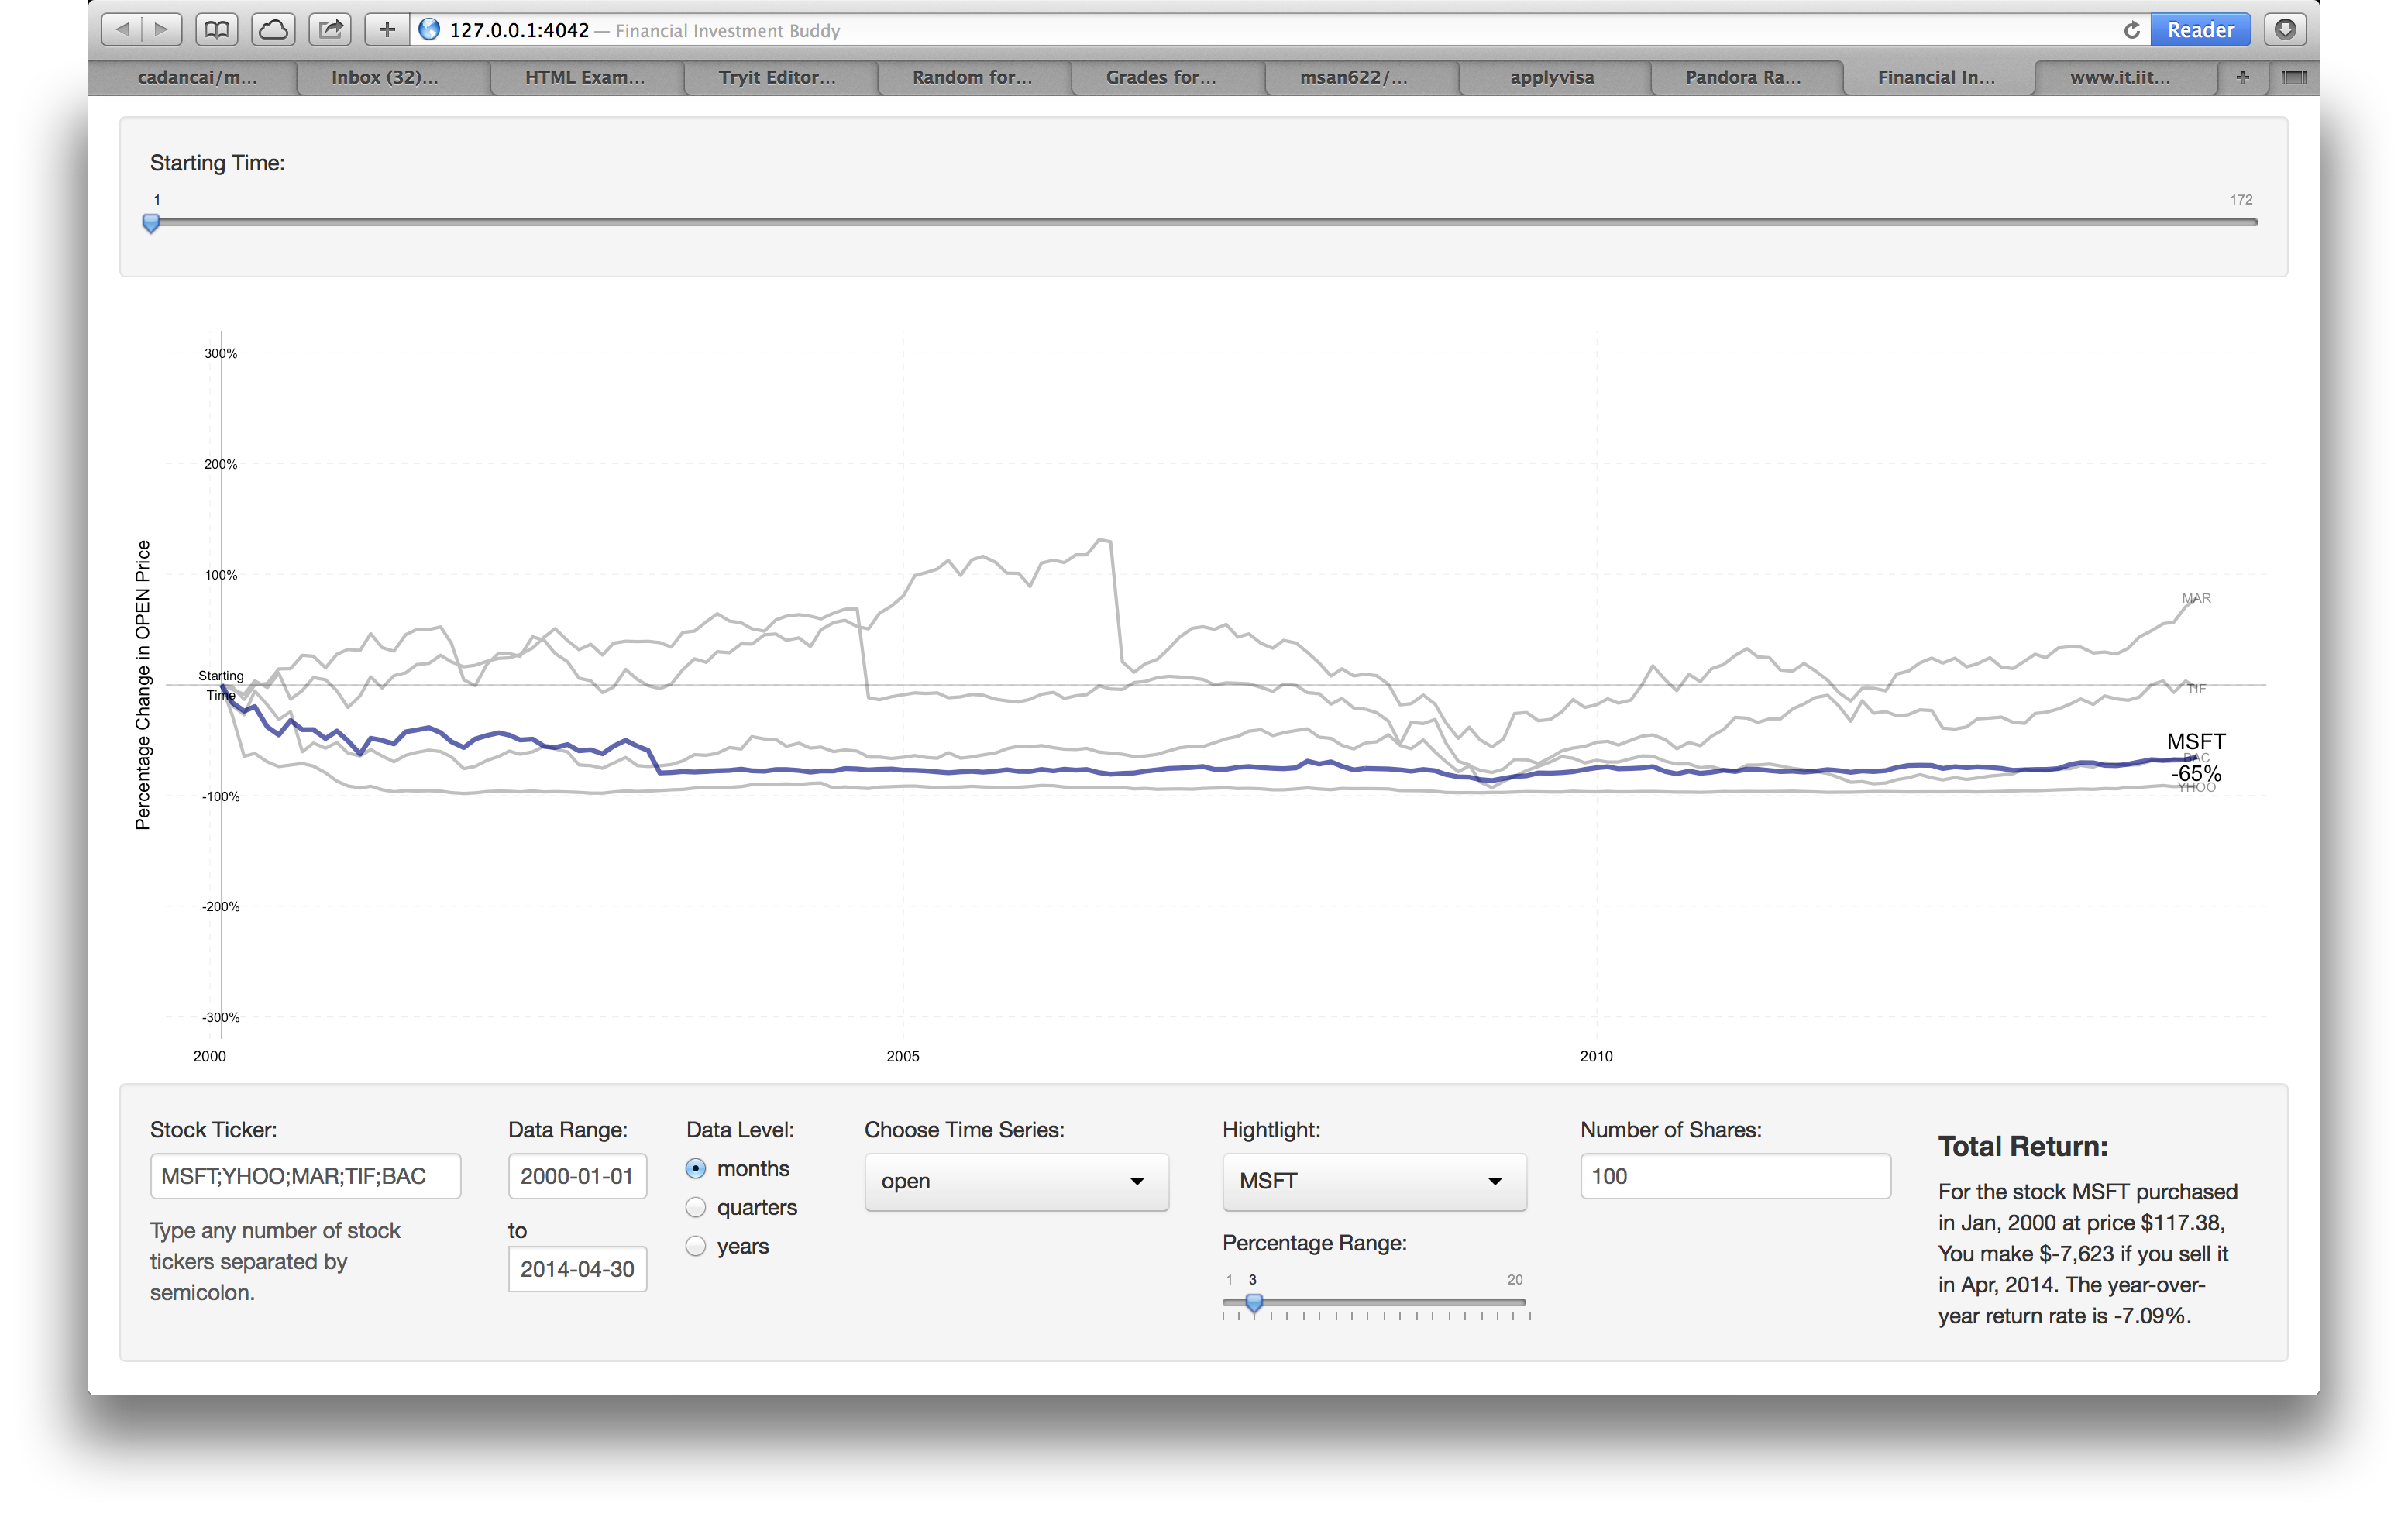 127.0.0.1:4042 — Financial Investment Buddy
Reader
cadancai/m...
Inbox (32)...
HTML Exam...
Tryit Editor...
Random for...
Grades for...
msan622/...
applyvisa
Pandora Ra...
Financial In...
www.it.iit...
Starting Time:
1
172
Percentage Change in OPEN Price
300%
200%
100%
Starting
Time
-100%
-200%
-300%
2000
2005
2010
MAR
TIF
MSFT
BAC
-65%
YHOO
Stock Ticker:
MSFT;YHOO;MAR;TIF;BAC
Type any number of stock
tickers separated by
semicolon.
Data Range:
2000-01-01
to
2014-04-30
Data Level:
months
quarters
years
Choose Time Series:
open
Hightlight:
MSFT
Percentage Range:
1 3 20
Number of Shares:
100
Total Return:
For the stock MSFT purchased
in Jan, 2000 at price $117.38,
You make $-7,623 if you sell it
in Apr, 2014. The year-over-
year return rate is -7.09%.